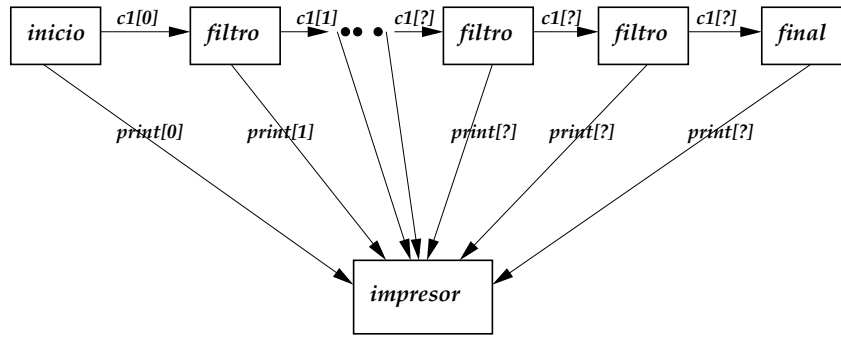 c1[0] c1[1] c1[?] c1[?] c1[?]
inicio filtro filtro filtro final
print[0] print[1] print[?] print[?] print[?]
impresor